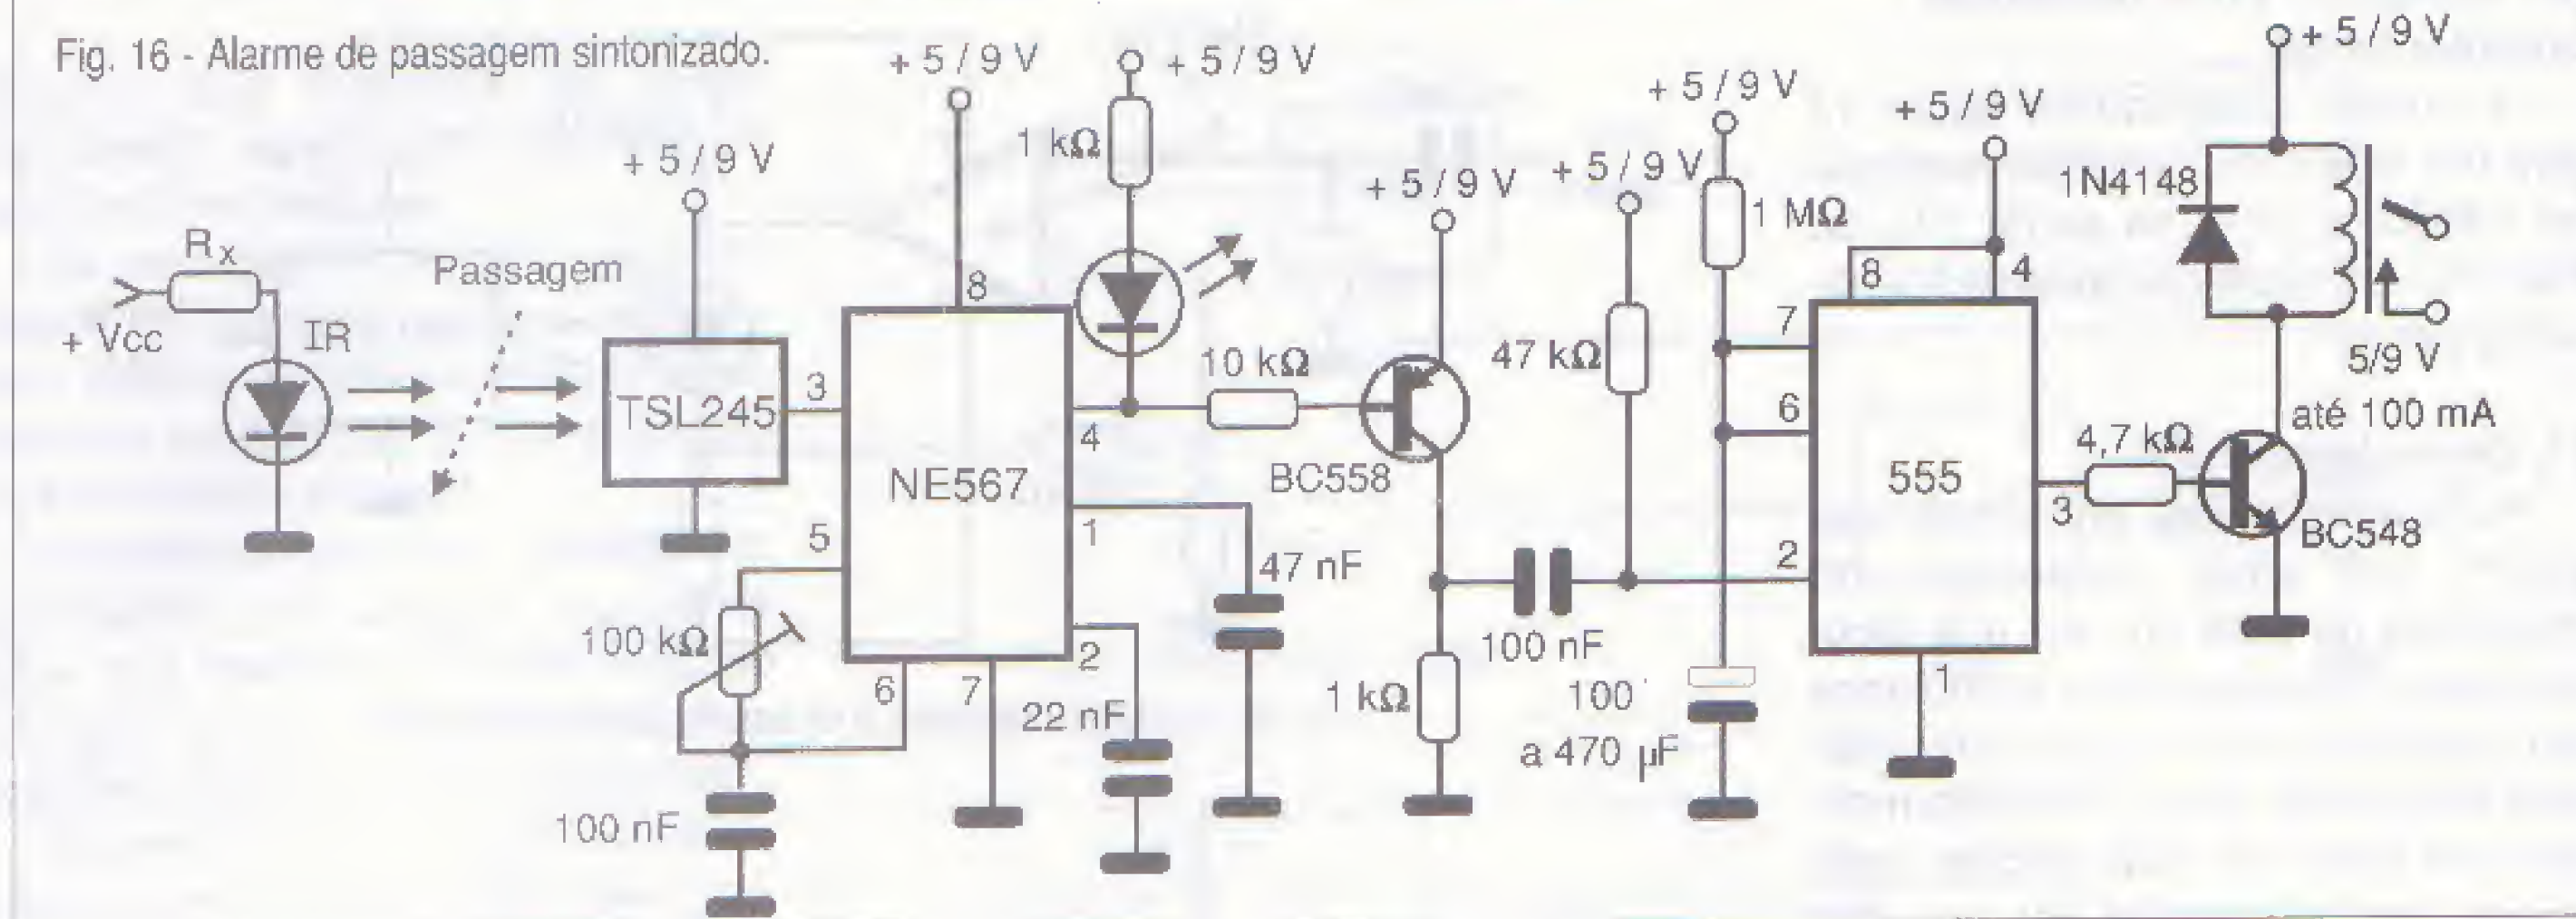 Fig. 16 - Alarme de passagem sintonizado.
+ 5 / 9 V
+ 5 / 9 V
+ 5 / 9 V
+ 5 / 9 V
+ 5 / 9 V
+ 5 / 9 V
+ 5 / 9 V
+ 5 / 9 V
1 kΩ
1N4148
1 MΩ
Rx
Passagem
+ Vcc
IR
8
8
4
7
5/9 V
TSL245
3
4
10 kΩ
47 kΩ
6
até 100 mA
NE567
BC558
555
4,7 kΩ
3
BC548
5
1
47 nF
2
100 kΩ
6
7
2
22 nF
1 kΩ
100 nF
100
a 470 µF
1
100 nF